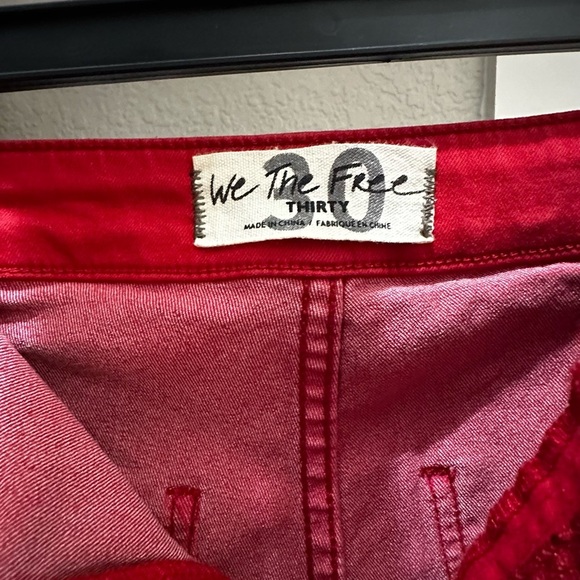 30
We The Free
THIRTY
MADE IN CHINA / FABRIQUÉ EN CHINE